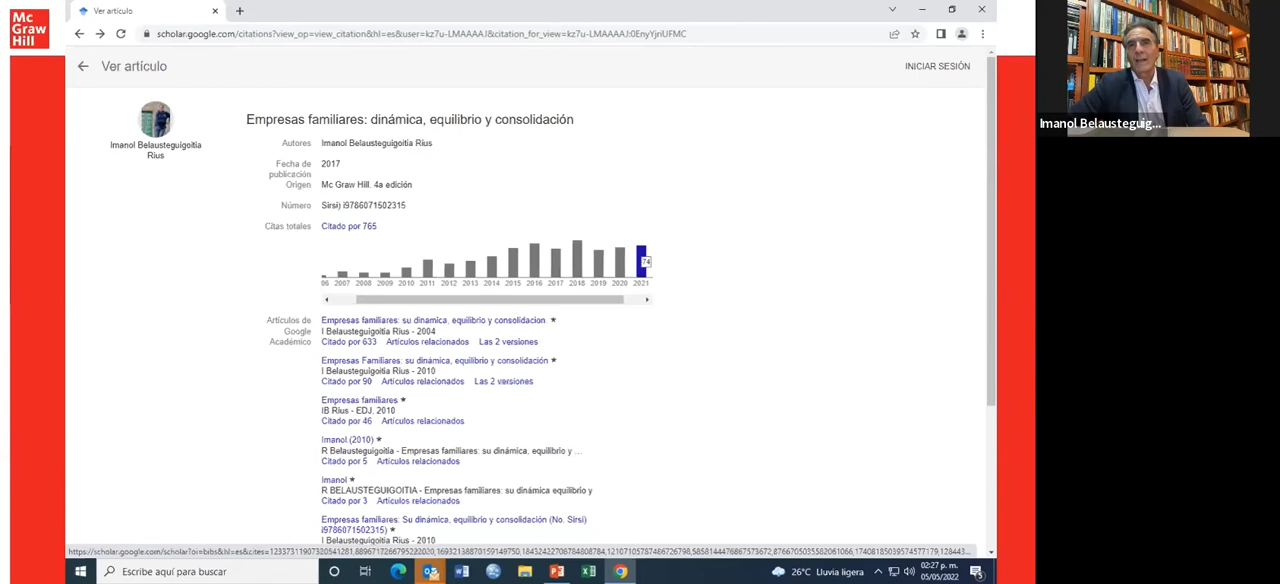 Mc
Graw
Hill
Ver artículo
scholar.google.com/citations?view_op=view_citation&hl=es&user=kz7u-LMAAAAJ&citation_for_view=kz7u-LMAAAAJ:0EnyYjriUFMC
Ver artículo
INICIAR SESIÓN
Imanol Belausteguigoitia
Rius
Empresas familiares: dinámica, equilibrio y consolidación
Autores Imanol Belausteguigoitia Rius
Fecha de publicación 2017
Origen Mc Graw Hill. 4a edición
Número Sirsi) i9786071502315
Citas totales Citado por 765
74
06 2007 2008 2009 2010 2011 2012 2013 2014 2015 2016 2017 2018 2019 2020 2021
Artículos de Google Académico
Empresas familiares: su dinamica, equilibrio y consolidacion *
I Belausteguigoitia Rius - 2004
Citado por 633 Artículos relacionados Las 2 versiones
Empresas Familiares: su dinámica, equilibrio y consolidación *
I Belausteguigoitia Rius - 2010
Citado por 90 Artículos relacionados Las 2 versiones
Empresas familiares *
IB Rius - EDJ, 2010
Citado por 46 Artículos relacionados
Imanol.(2010) *
R Belausteguigoitia - Empresas familiares: su dinámica, equilibrio y …
Citado por 5 Artículos relacionados
Imanol *
R BELAUSTEGUIGOITIA - Empresas familiares: su dinámica equilibrio y
Citado por 3 Artículos relacionados
Empresas familiares: Su dinámica, equilibrio y consolidación (No. Sirsi)
i9786071502315) *
I Belausteguigoitia Rius - 2010
Escribe aquí para buscar
26°C Lluvia ligera
02:27 p. m.
05/05/2022
5
Imanol Belausteguig...